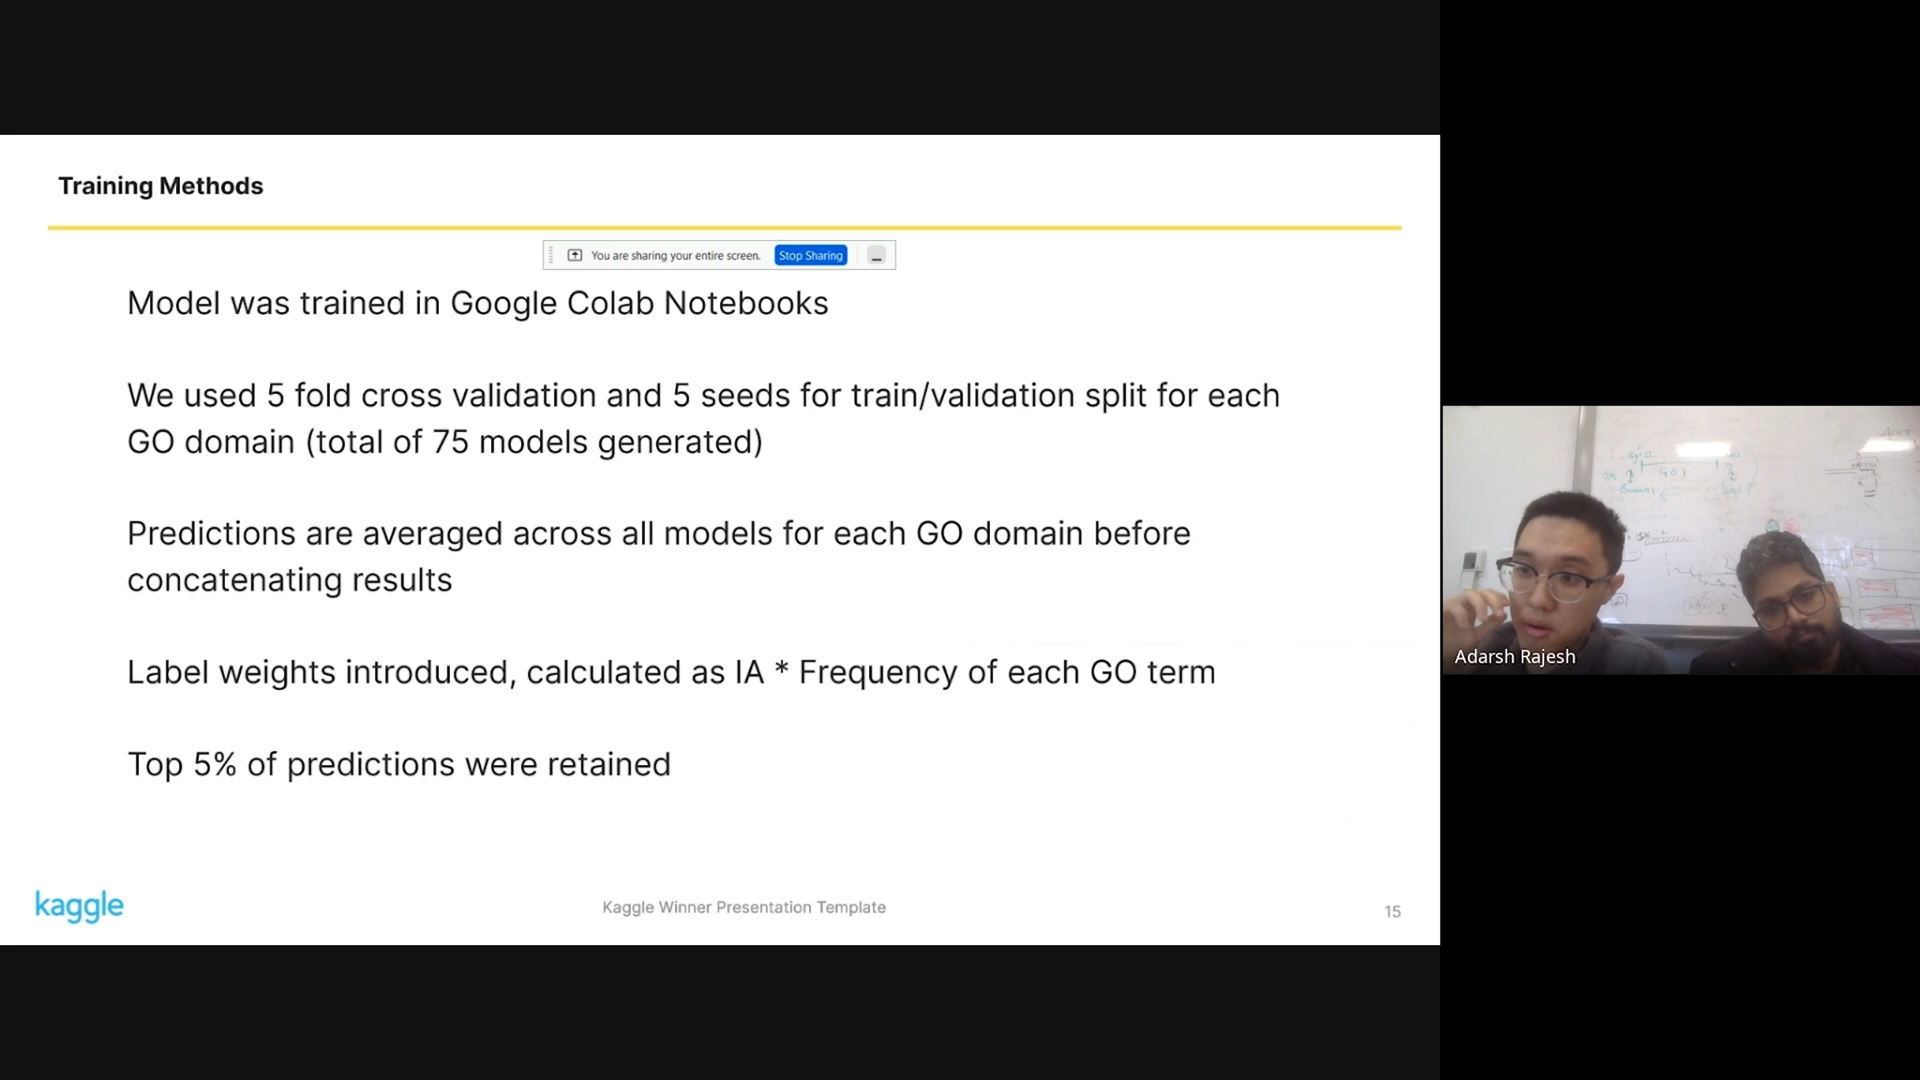 Training Methods
You are sharing your entire screen.
Stop Sharing
Model was trained in Google Colab Notebooks
We used 5 fold cross validation and 5 seeds for train/validation split for each
GO domain (total of 75 models generated)
Predictions are averaged across all models for each GO domain before
concatenating results
Label weights introduced, calculated as IA * Frequency of each GO term
Top 5% of predictions were retained
kaggle
Kaggle Winner Presentation Template
15
Adarsh Rajesh